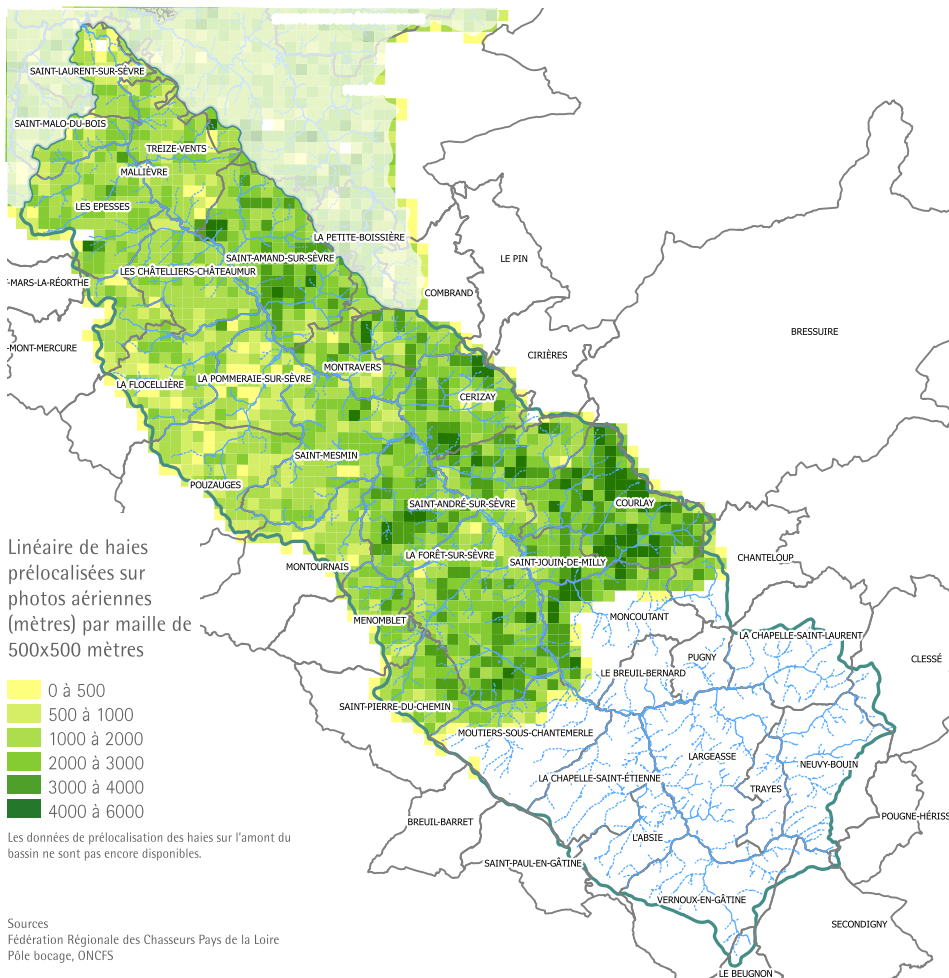 SAINT-LAURENT-SUR-SÈVRE
SAINT-MALO-DU-BOIS
TREIZE-VENTS
MALLIÈVRE
LES EPESSES
LA PETITE-BOISSIÈRE
SAINT-AMAND-SUR-SÈVRE
LE PIN
LES CHÂTELLIERS-CHÂTEAUMUR
-MARS-LA-RÉORTHE
COMBRAND
BRESSUIRE
-MONT-MERCURE
CIRIÈRES
MONTRAVERS
LA FLOCELLIÈRE
LA POMMERAIE-SUR-SÈVRE
CERIZAY
SAINT-MESMIN
POUZAUGES
SAINT-ANDRÉ-SUR-SÈVRE
COURLAY
LA FORÊT-SUR-SÈVRE
CHANTELOUP
SAINT-JOUIN-DE-MILLY
MONTOURNAIS
MENOMBLET
MONCOUTANT
LA CHAPELLE-SAINT-LAURENT
PUGNY
CLESSÉ
LE BREUIL-BERNARD
SAINT-PIERRE-DU-CHEMIN
MOUTIERS-SOUS-CHANTEMERLE
LARGEASSE
NEUVY-BOUIN
LA CHAPELLE-SAINT-ÉTIENNE
TRAYES
BREUIL-BARRET
POUGNE-HÉRISS
L'ABSIE
SAINT-PAUL-EN-GÂTINE
VERNOUX-EN-GÂTINE
SECONDIGNY
LE BEUGNON
Linéaire de haies
prélocalisées sur
photos aériennes
(mètres) par maille de
500x500 mètres
0 à 500
500 à 1000
1000 à 2000
2000 à 3000
3000 à 4000
4000 à 6000
Les données de prélocalisation des haies sur l'amont du
bassin ne sont pas encore disponibles.
Sources
Fédération Régionale des Chasseurs Pays de la Loire
Pôle bocage, ONCFS